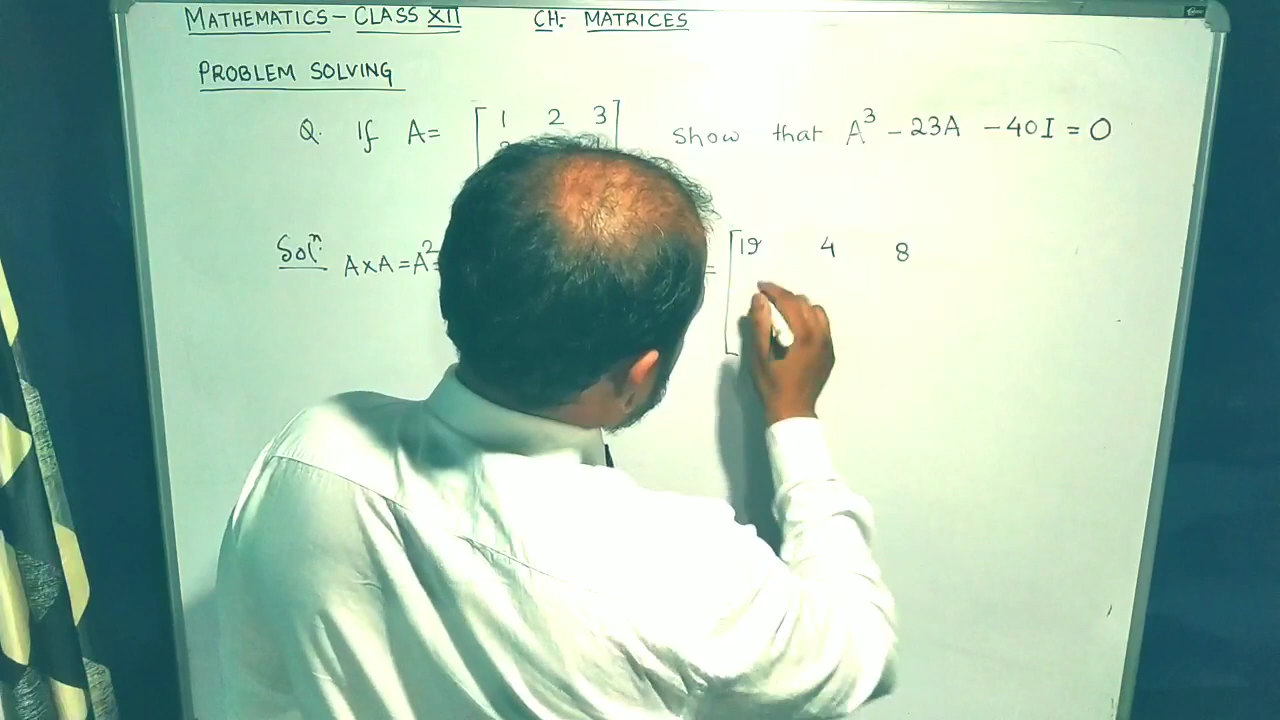 MATHEMATICS - CLASS XII CH:- MATRICES
PROBLEM SOLVING
Q. If A= [ 1 2 3 ] Show that A³ - 23A - 40I = O
Solⁿ: A×A = A² = [ 19 4 8